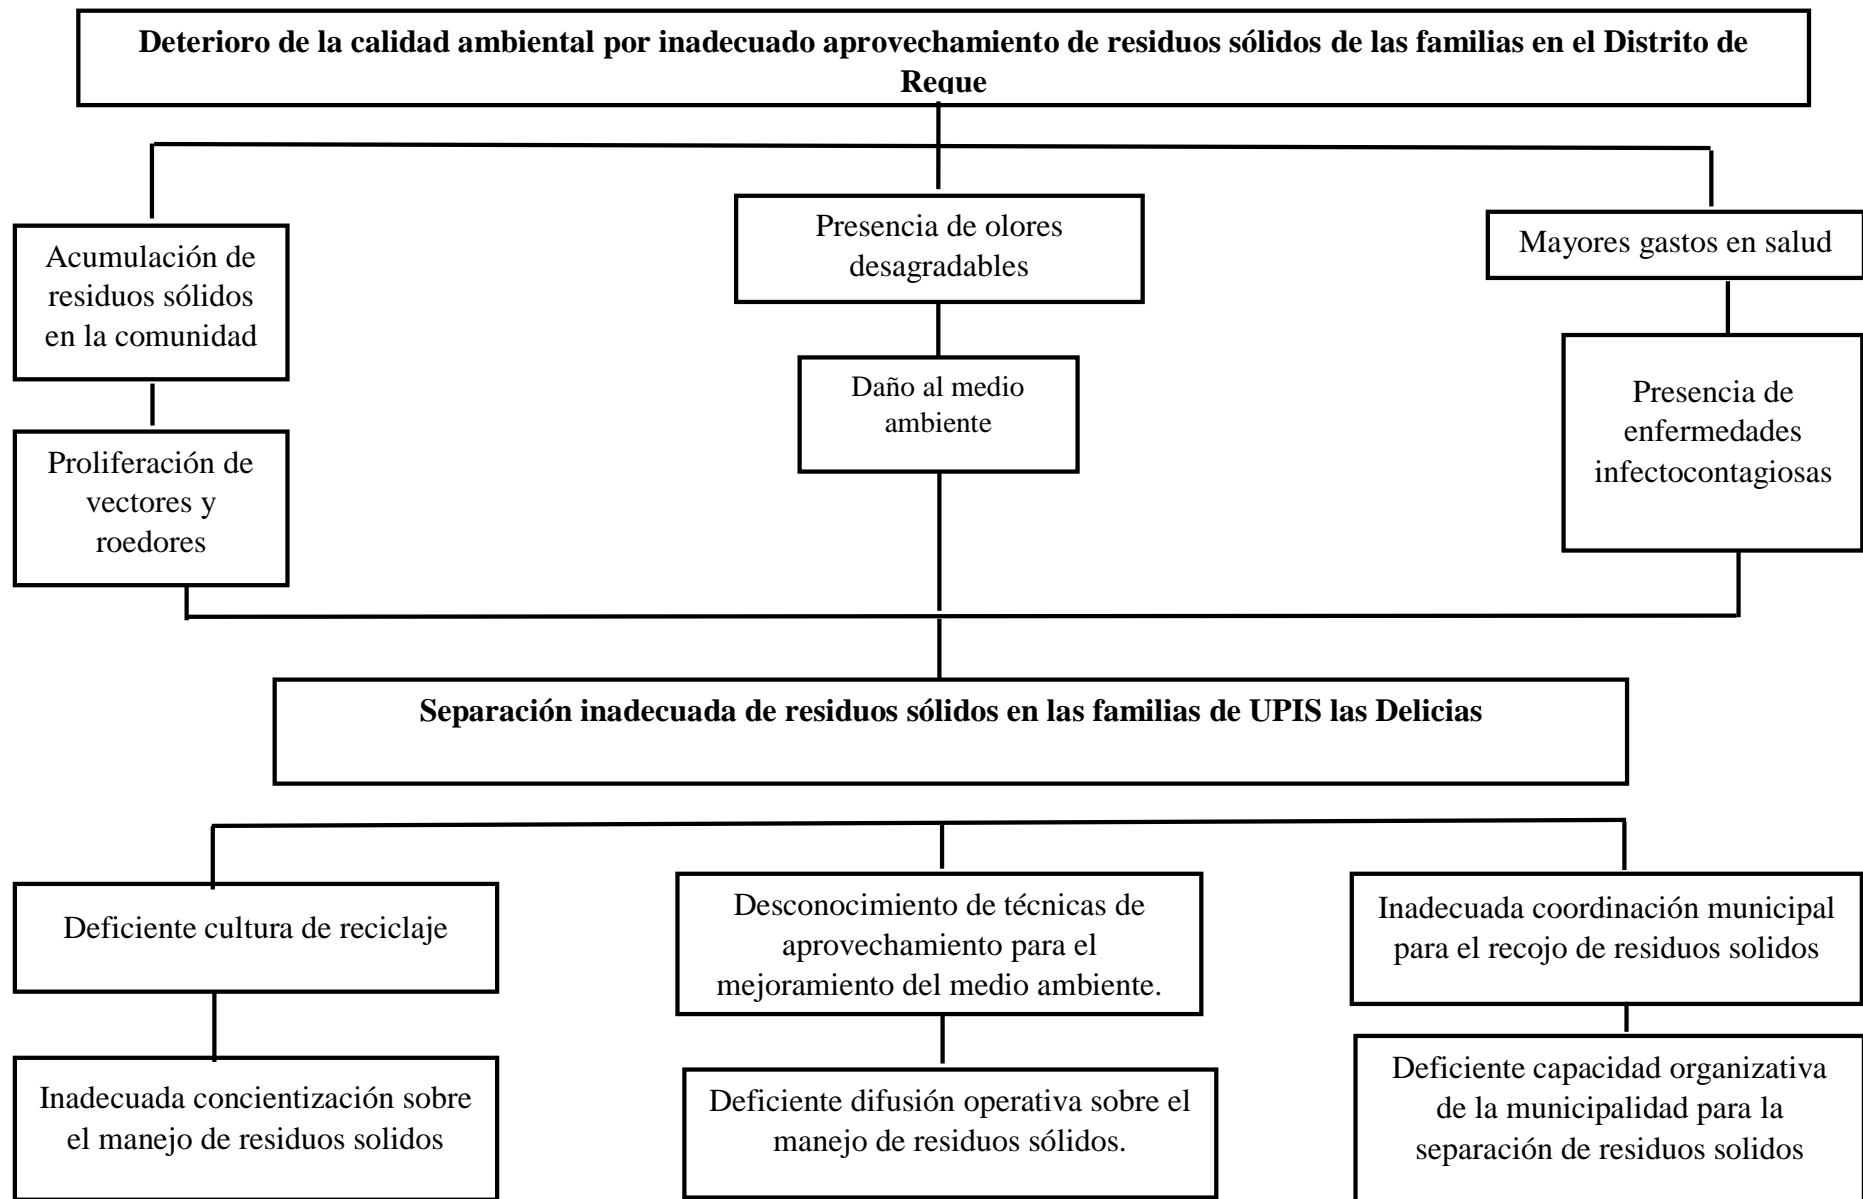 Deterioro de la calidad ambiental por inadecuado aprovechamiento de residuos sólidos de las familias en el Distrito de
Reque
Acumulación de
residuos sólidos
en la comunidad
Presencia de olores
desagradables
Mayores gastos en salud
Proliferación de
vectores y
roedores
Daño al medio
ambiente
Presencia de
enfermedades
infectocontagiosas
Separación inadecuada de residuos sólidos en las familias de UPIS las Delicias
Deficiente cultura de reciclaje
Desconocimiento de técnicas de
aprovechamiento para el
mejoramiento del medio ambiente.
Inadecuada coordinación municipal
para el recojo de residuos solidos
Inadecuada concientización sobre
el manejo de residuos solidos
Deficiente difusión operativa sobre el
manejo de residuos sólidos.
Deficiente capacidad organizativa
de la municipalidad para la
separación de residuos solidos